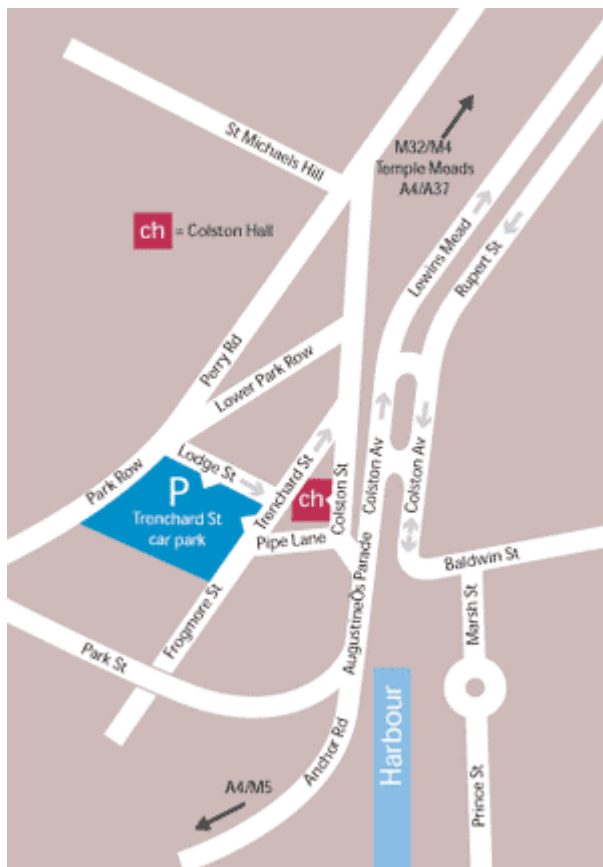 St Michaels Hill
M32/M4
Temple Meads
A4/A37
ch = Colston Hall
Lewins Mead
Rupert St
Perry Rd
Lower Park Row
Park Row
Lodge St
Trenchard St
P
Trenchard St
car park
ch
Colston St
Colston Av
Colston Av
Pipe Lane
Baldwin St
Frogmore St
AugustineÕs Parade
Marsh St
Park St
Harbour
Anchor Rd
A4/M5
Prince St